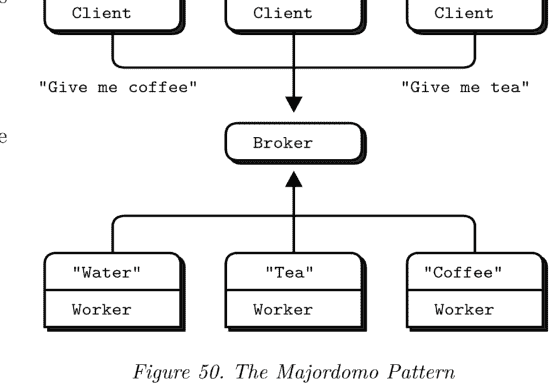 Client Client Client
"Give me coffee" "Give me tea"
Broker
"Water" "Tea" "Coffee"
Worker Worker Worker
Figure 50. The Majordomo Pattern